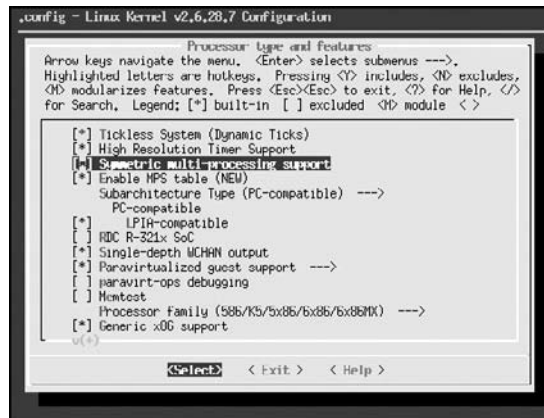 .config - Linux Kernel v2.6.28.7 Configuration
Processor type and features
Arrow keys navigate the menu. <Enter> selects submenus --->.
Highlighted letters are hotkeys. Pressing <Y> includes, <N> excludes,
<M> modularizes features. Press <Esc><Esc> to exit, <?> for Help, </>
for Search. Legend: [*] built-in [ ] excluded <M> module < >
[*] Tickless System (Dynamic Ticks)
[*] High Resolution Timer Support
[*] Symmetric multi-processing support
[*] Enable MPS table (NEW)
Subarchitecture Type (PC-compatible) --->
PC-compatible
[*] LPIA-compatible
[ ] RDC R-321x SoC
[*] Single-depth WCHAN output
[*] Paravirtualized guest support --->
[ ] paravirt-ops debugging
[ ] Memtest
Processor family (586/K5/5x86/6x86/6x86MX) --->
[*] Generic x86 support
v(+)
<Select> < Exit > < Help >